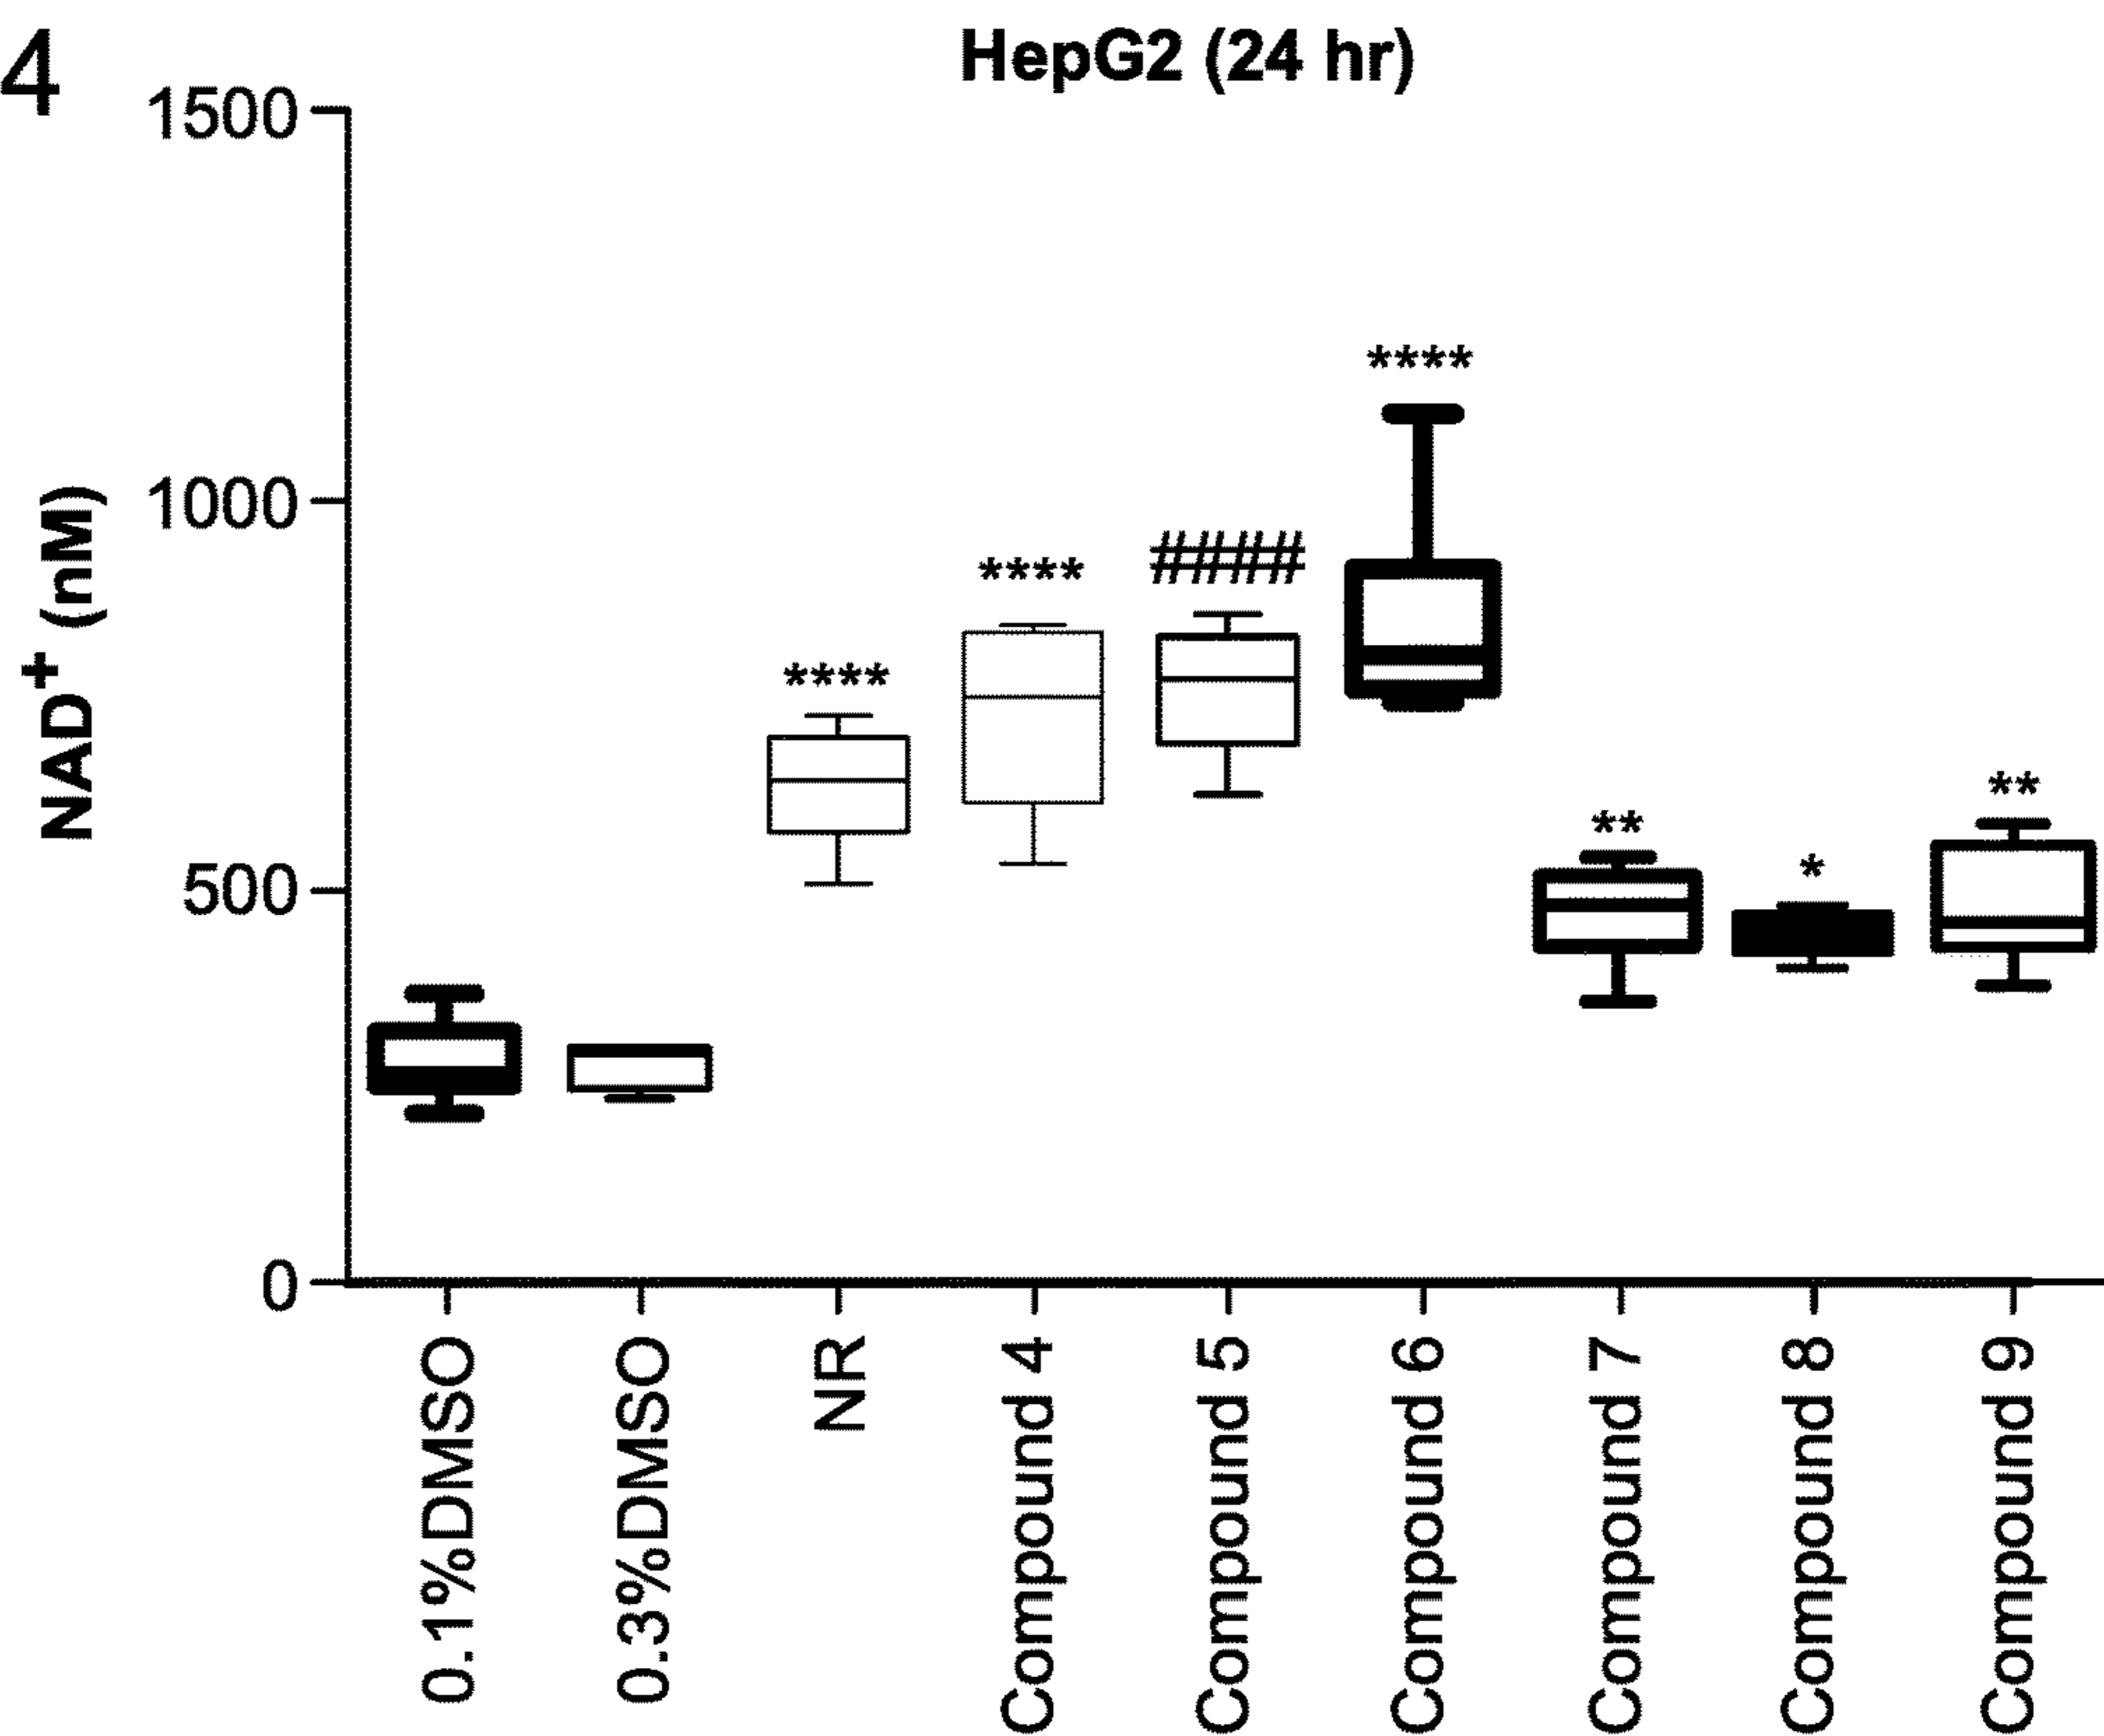 4
HepG2 (24 hr)
NAD+ (nM)
1500
1000
500
0
****
****
####
****
**
*
**
0.1%DMSO
0.3%DMSO
NR
Compound 4
Compound 5
Compound 6
Compound 7
Compound 8
Compound 9